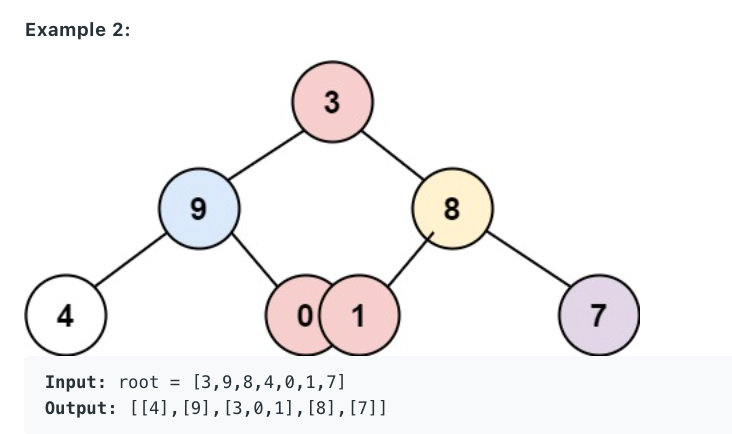 Example 2:
3
9
8
4
0
1
7
Input: root = [3,9,8,4,0,1,7]
Output: [[4],[9],[3,0,1],[8],[7]]